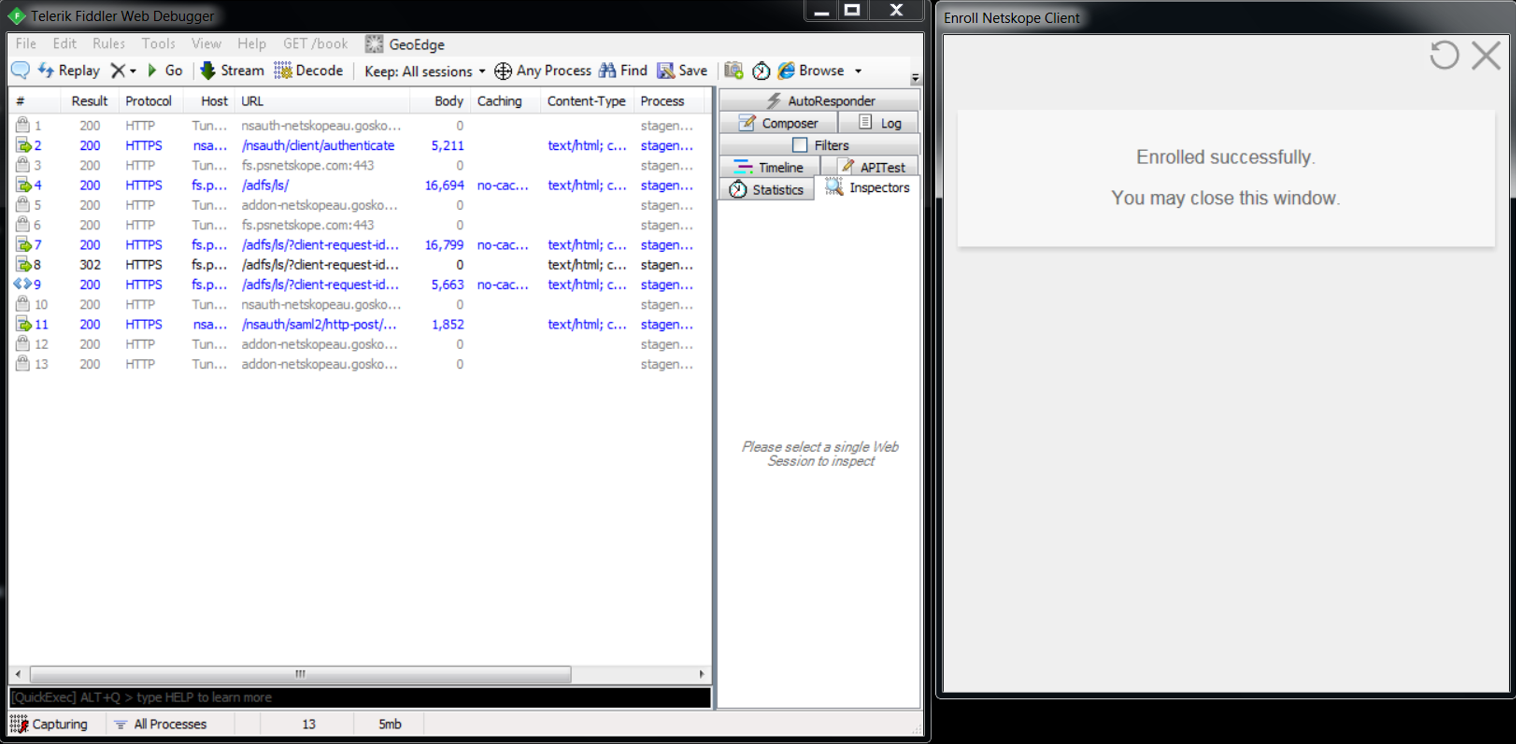 Telerik Fiddler Web Debugger
File Edit Rules Tools View Help GET /book GeoEdge
Replay Go Stream Decode Keep: All sessions Any Process Find Save Browse
# Result Protocol Host URL Body Caching Content-Type Process
1 200 HTTP Tun... nsauth-netskopeau.gosko... 0 stagen...
2 200 HTTPS nsa... /nsauth/client/authenticate 5,211 text/html; c... stagen...
3 200 HTTP Tun... fs.psnetskope.com:443 0 stagen...
4 200 HTTPS fs.p... /adfs/ls/ 16,694 no-cac... text/html; c... stagen...
5 200 HTTP Tun... addon-netskopeau.gosko... 0 stagen...
6 200 HTTP Tun... fs.psnetskope.com:443 0 stagen...
7 200 HTTPS fs.p... /adfs/ls/?client-request-id... 16,799 no-cac... text/html; c... stagen...
8 302 HTTPS fs.p... /adfs/ls/?client-request-id... 0 text/html; c... stagen...
9 200 HTTPS fs.p... /adfs/ls/?client-request-id... 5,663 no-cac... text/html; c... stagen...
10 200 HTTP Tun... nsauth-netskopeau.gosko... 0 stagen...
11 200 HTTPS nsa... /nsauth/saml2/http-post/... 1,852 text/html; c... stagen...
12 200 HTTP Tun... addon-netskopeau.gosko... 0 stagen...
13 200 HTTP Tun... addon-netskopeau.gosko... 0 stagen...
AutoResponder
Composer Log
Filters
Timeline APITest
Statistics Inspectors
Please select a single Web
Session to inspect
[QuickExec] ALT+Q > type HELP to learn more
Capturing All Processes 13 5mb
Enroll Netskope Client
Enrolled successfully.
You may close this window.